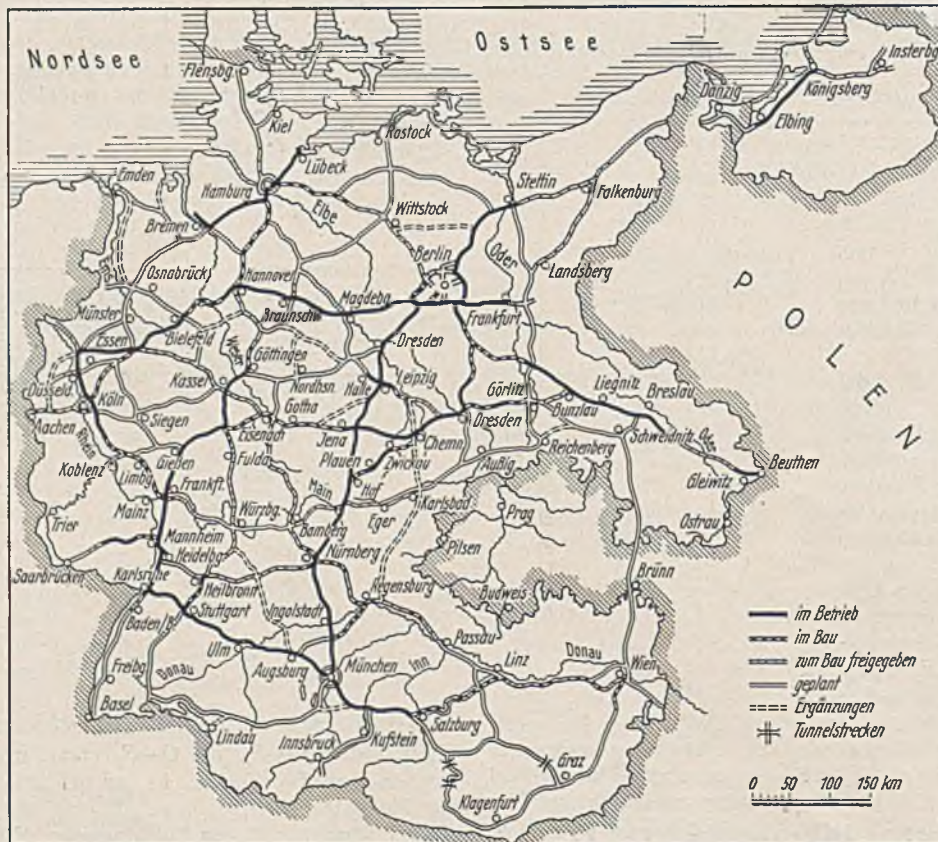 Nordsee
Ostsee
Flensbg.
Kiel
Rostock
Lübeck
Danzig
Königsberg
Insterbg.
Elbing
Emden
Hamburg
Elbe
Wittstock
Stettin
Falkenburg
Bremen
Berlin
Oder
Landsberg
Osnabrück
Hannover
Magdebg.
Frankfurt
Münster
Braunschw.
POLEN
Essen
Bielefeld
Weser
Göttingen
Dresden
Düsseld.
Kassel
Nordhsn.
Halle
Leipzig
Görlitz
Liegnitz
Breslau
Köln
Siegen
Gotha
Bunzlau
Aachen
Rhein
Eisenach
Jena
Chemn.
Dresden
Schweidnitz
Oder
Koblenz
Gießen
Fulda
Plauen
Zwickau
Außig
Reichenberg
Beuthen
Limbg.
Frankft.
Hof
Gleiwitz
Mainz
Main
Karlsbad
Trier
Würzbg.
Bamberg
Eger
Prag
Ostrau
Mannheim
Heidelbg.
Nürnberg
Pilsen
Saarbrücken
Karlsruhe
Heilbronn
Regensburg
Budweis
Brünn
Baden/B.
Stuttgart
Ingolstadt
Passau
Ulm
Linz
Donau
Wien
Freibg.
Donau
Augsburg
München
Inn
Basel
Lindau
Innsbruck
Kufstein
Salzburg
Graz
Klagenfurt
im Betrieb
im Bau
zum Bau freigegeben
geplant
Ergänzungen
Tunnelstrecken
0 50 100 150 km